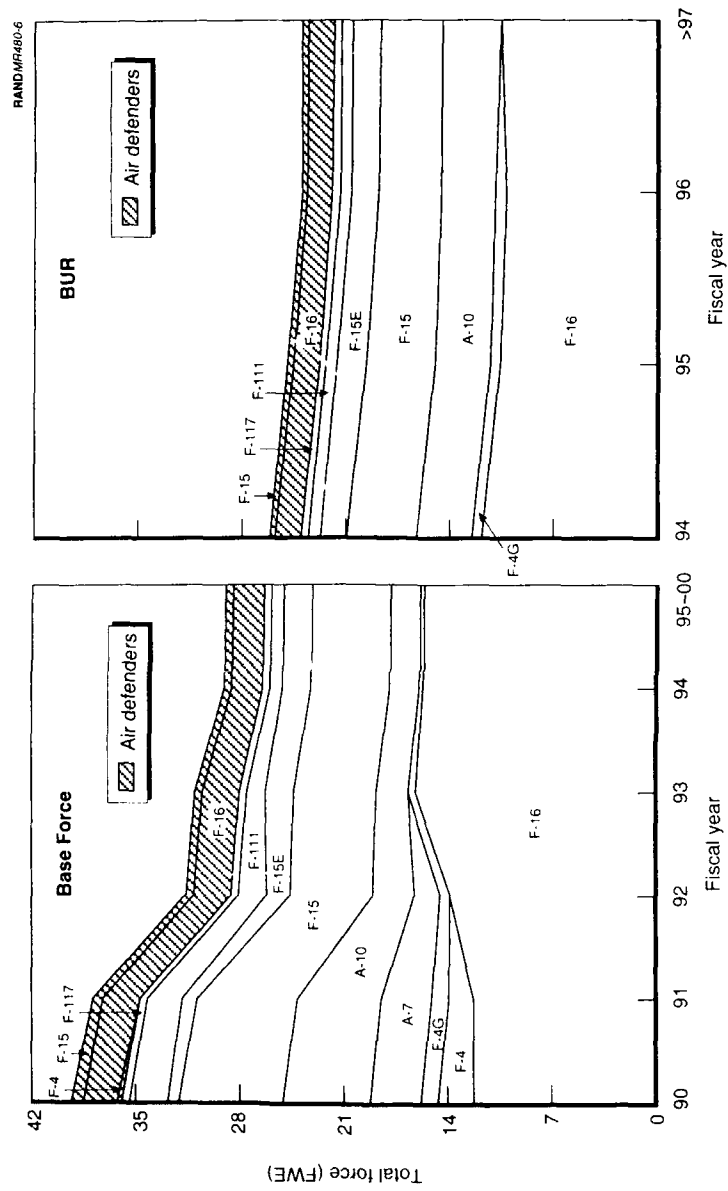 RAND MR480-6
Total force (FWE)
42
35
28
21
14
7
0
Base Force
Air defenders
F-4
F-15
F-117
F-16
F-111
F-15E
F-15
A-10
A-7
F-4G
F-4
F-16
90
91
92
93
94
95–00
Fiscal year
BUR
Air defenders
F-15
F-117
F-111
F-16
F-15E
F-15
A-10
F-4G
F-16
94
95
96
>97
Fiscal year